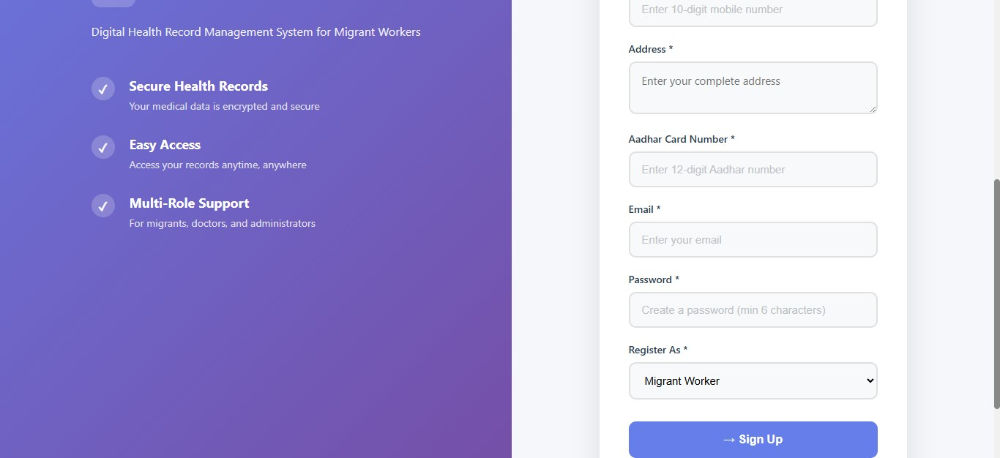 Digital Health Record Management System for Migrant Workers
✓
Secure Health Records
Your medical data is encrypted and secure
✓
Easy Access
Access your records anytime, anywhere
✓
Multi-Role Support
For migrants, doctors, and administrators
Enter 10-digit mobile number
Address *
Enter your complete address
Aadhar Card Number *
Enter 12-digit Aadhar number
Email *
Enter your email
Password *
Create a password (min 6 characters)
Register As *
Migrant Worker
→ Sign Up